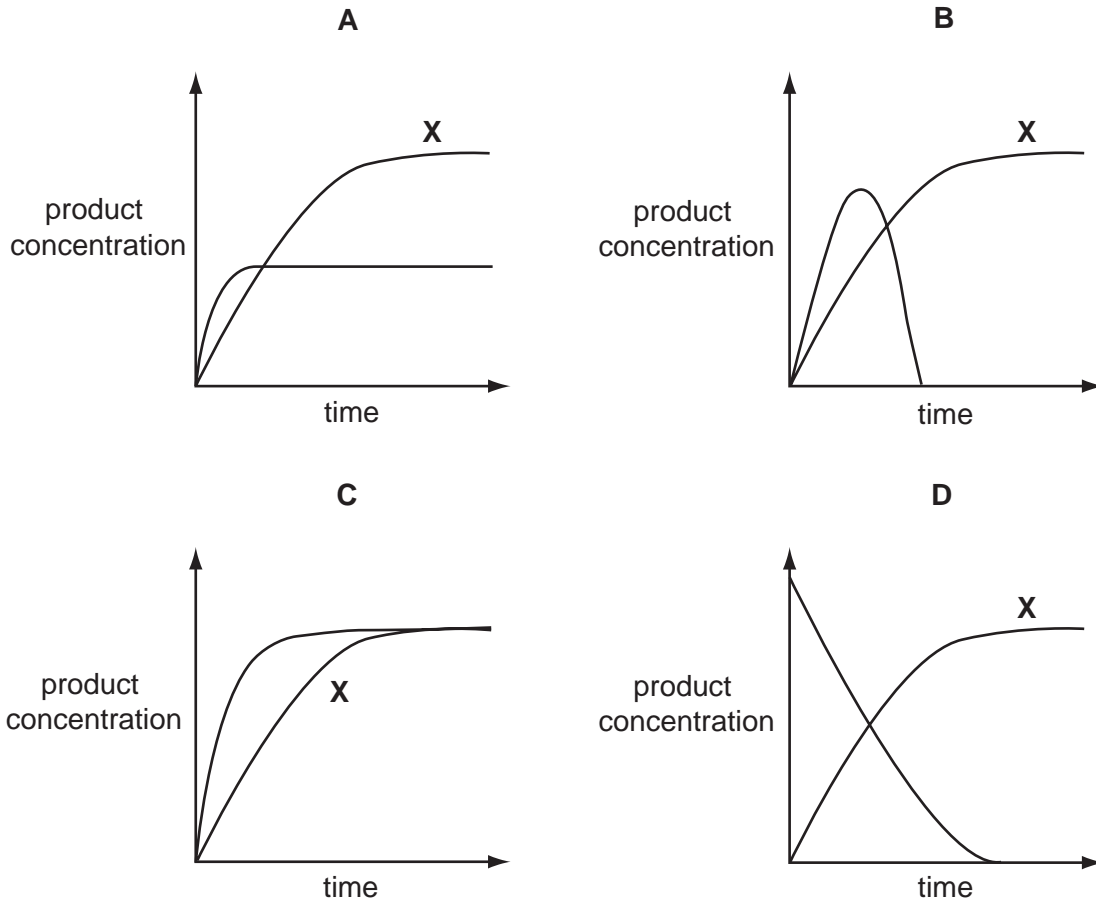 A
X
product
concentration
time
B
X
product
concentration
time
C
X
product
concentration
time
D
X
product
concentration
time